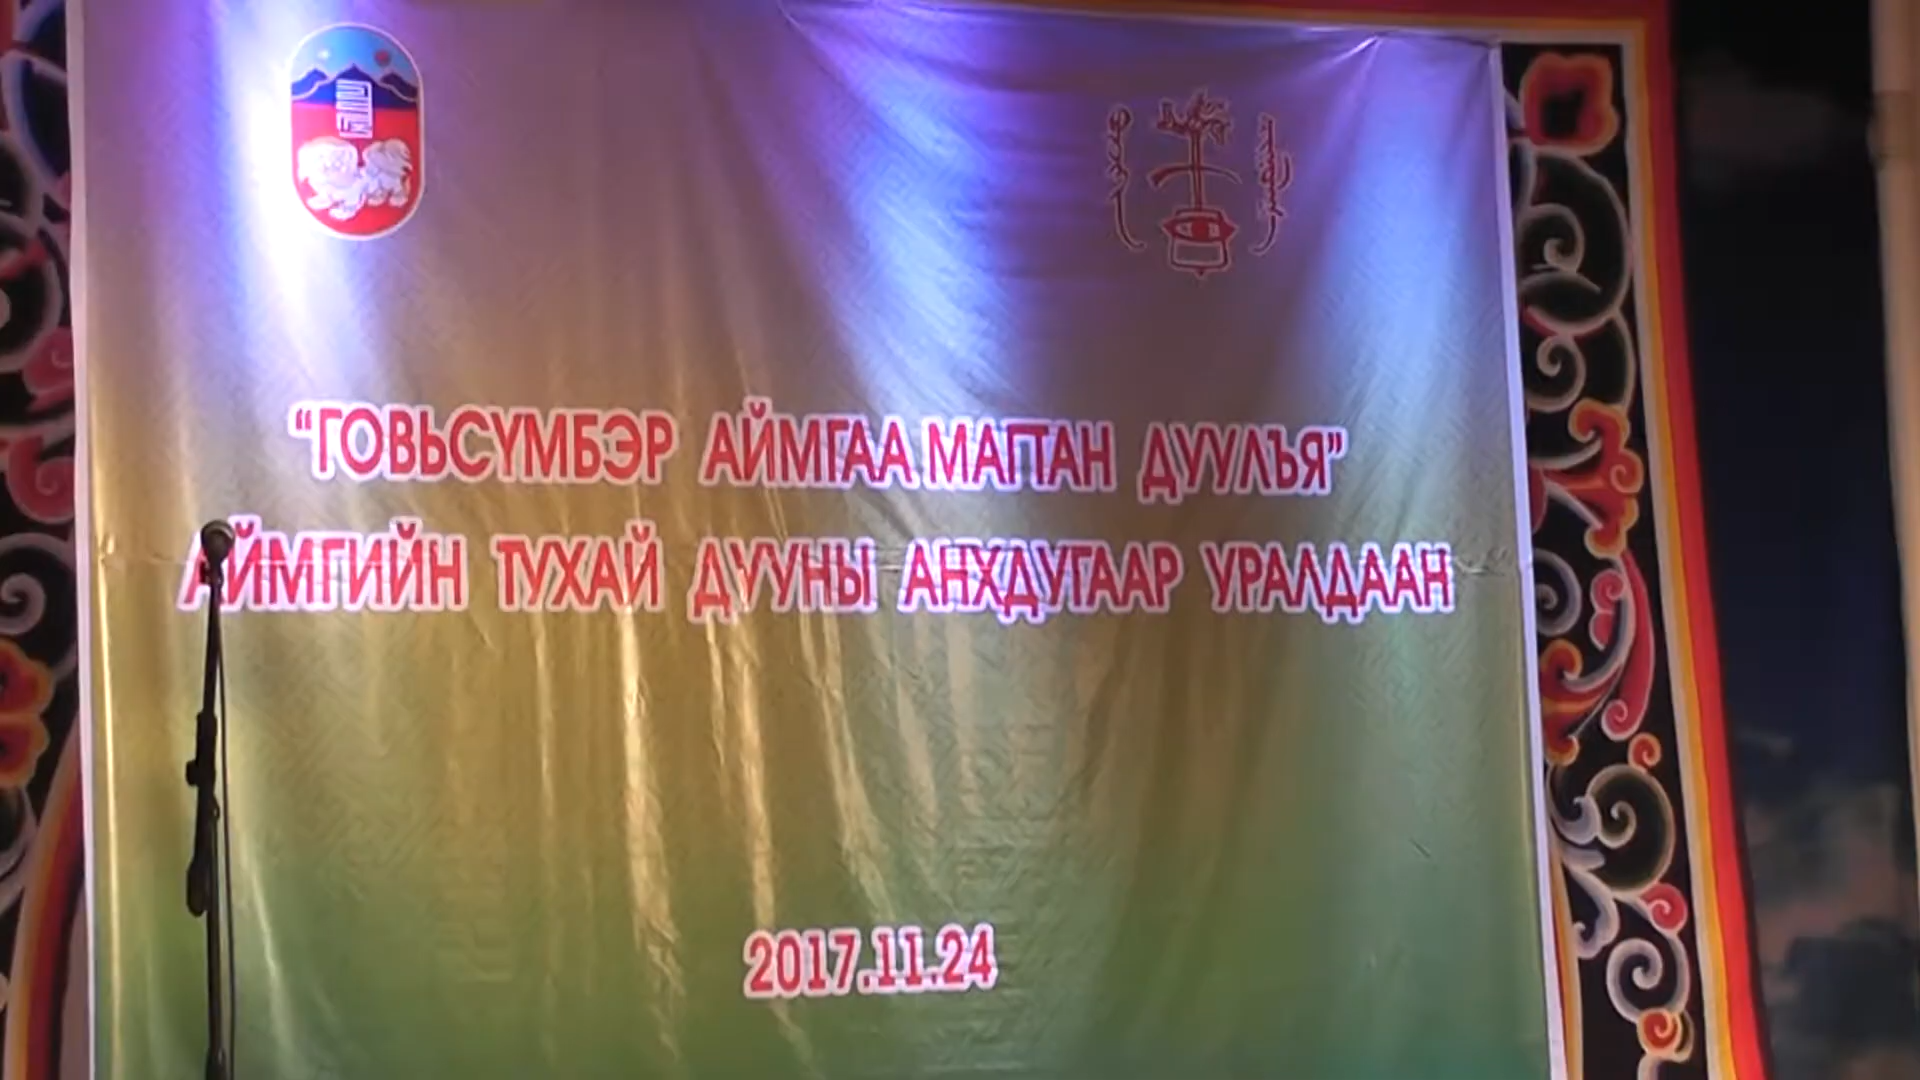 “ГОВЬСҮМБЭР АЙМГАА МАГТАН ДУУЛЪЯ”
АЙМГИЙН ТУХАЙ ДУУНЫ АНХДУГААР УРАЛДААН
2017.11.24